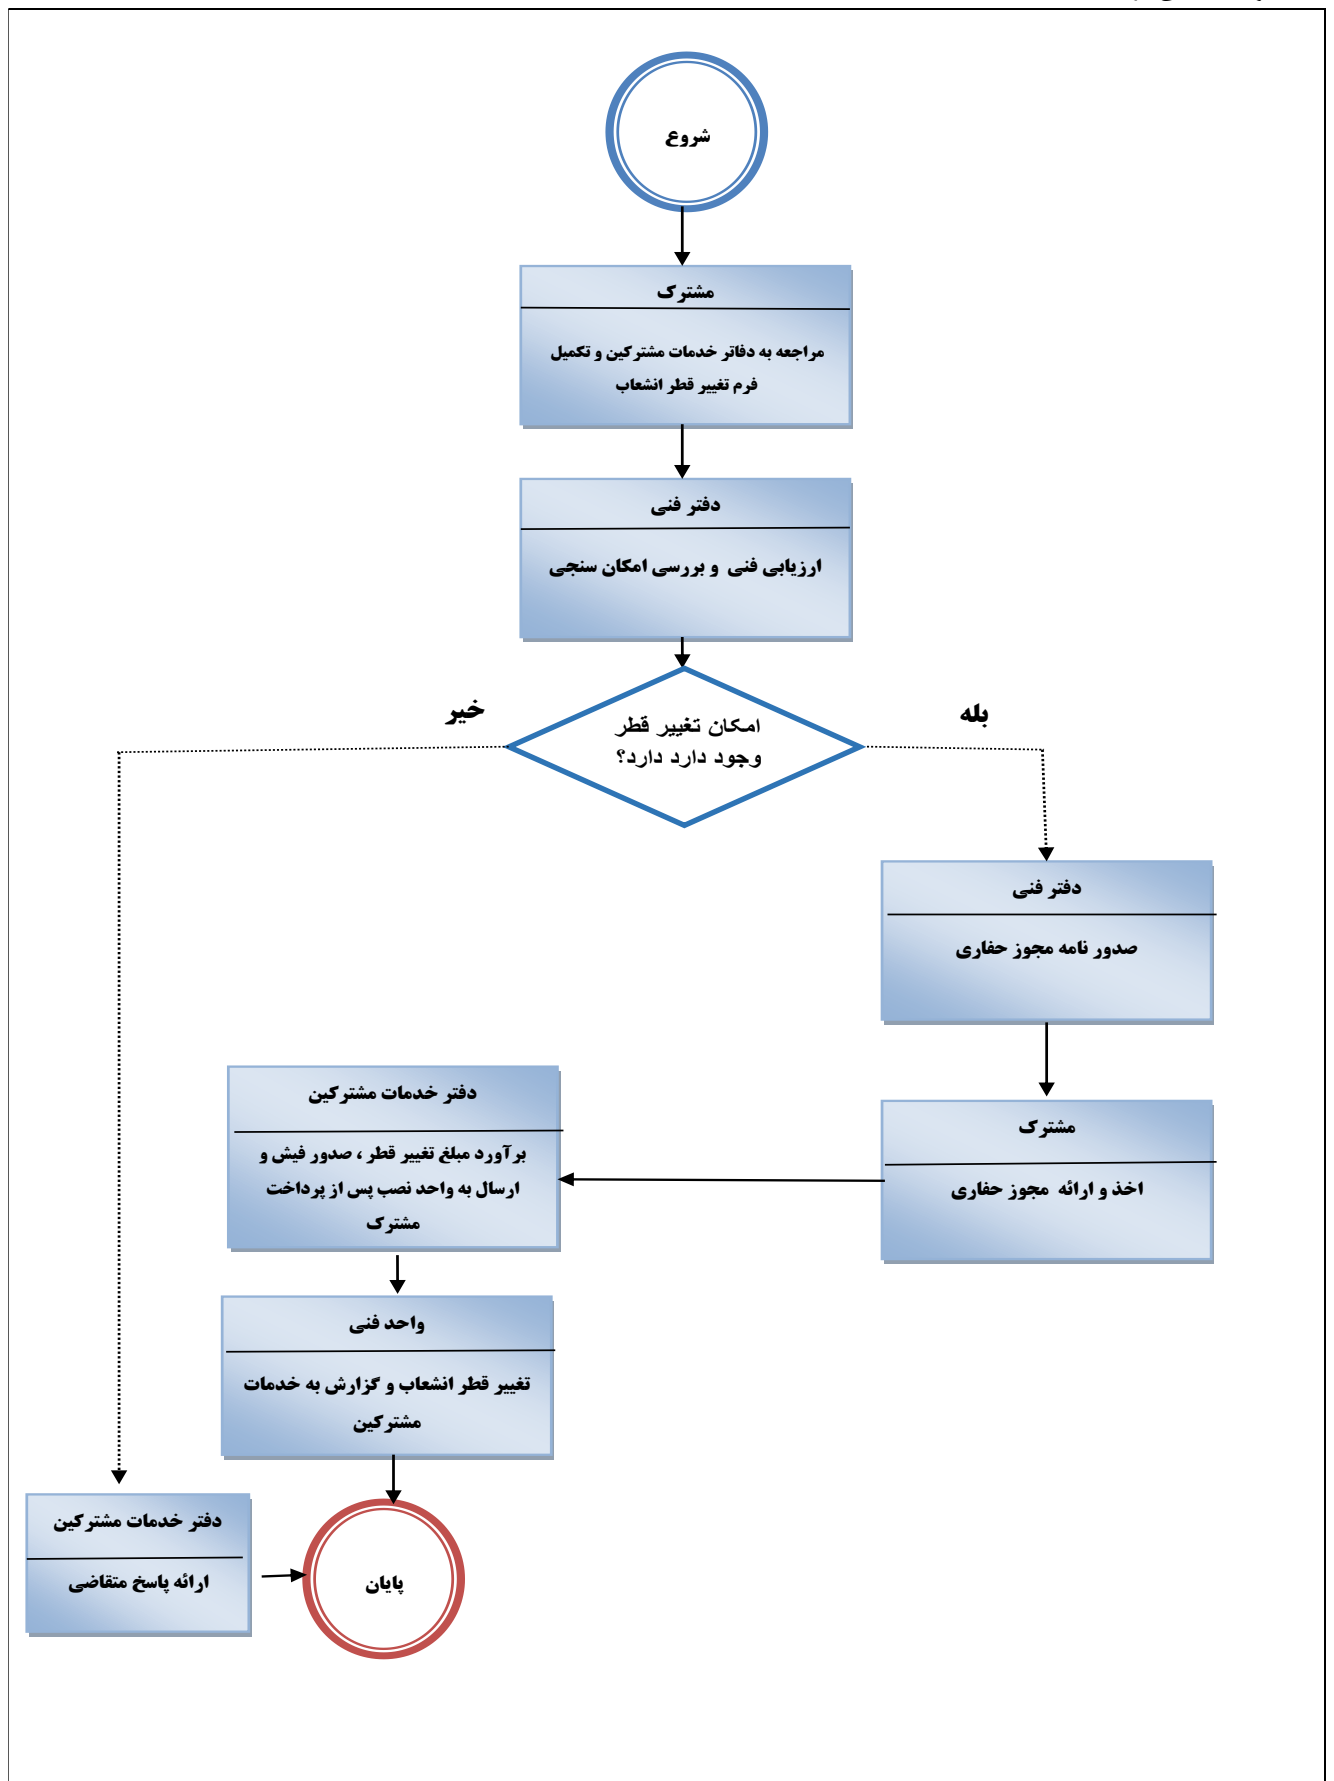 شروع
مشترک
مراجعه به دفاتر خدمات مشترکین و تکمیل
فرم تغییر قطر انشعاب
دفتر فنی
ارزیابی فنی و بررسی امکان سنجی
امکان تغییر قطر
وجود دارد دارد؟
بله
خیر
دفتر فنی
صدور نامه مجوز حفاری
مشترک
اخذ و ارائه مجوز حفاری
دفتر خدمات مشترکین
برآورد مبلغ تغییر قطر ، صدور فیش و
ارسال به واحد نصب پس از پرداخت
مشترک
واحد فنی
تغییر قطر انشعاب و گزارش به خدمات
مشترکین
دفتر خدمات مشترکین
ارائه پاسخ متقاضی
پایان